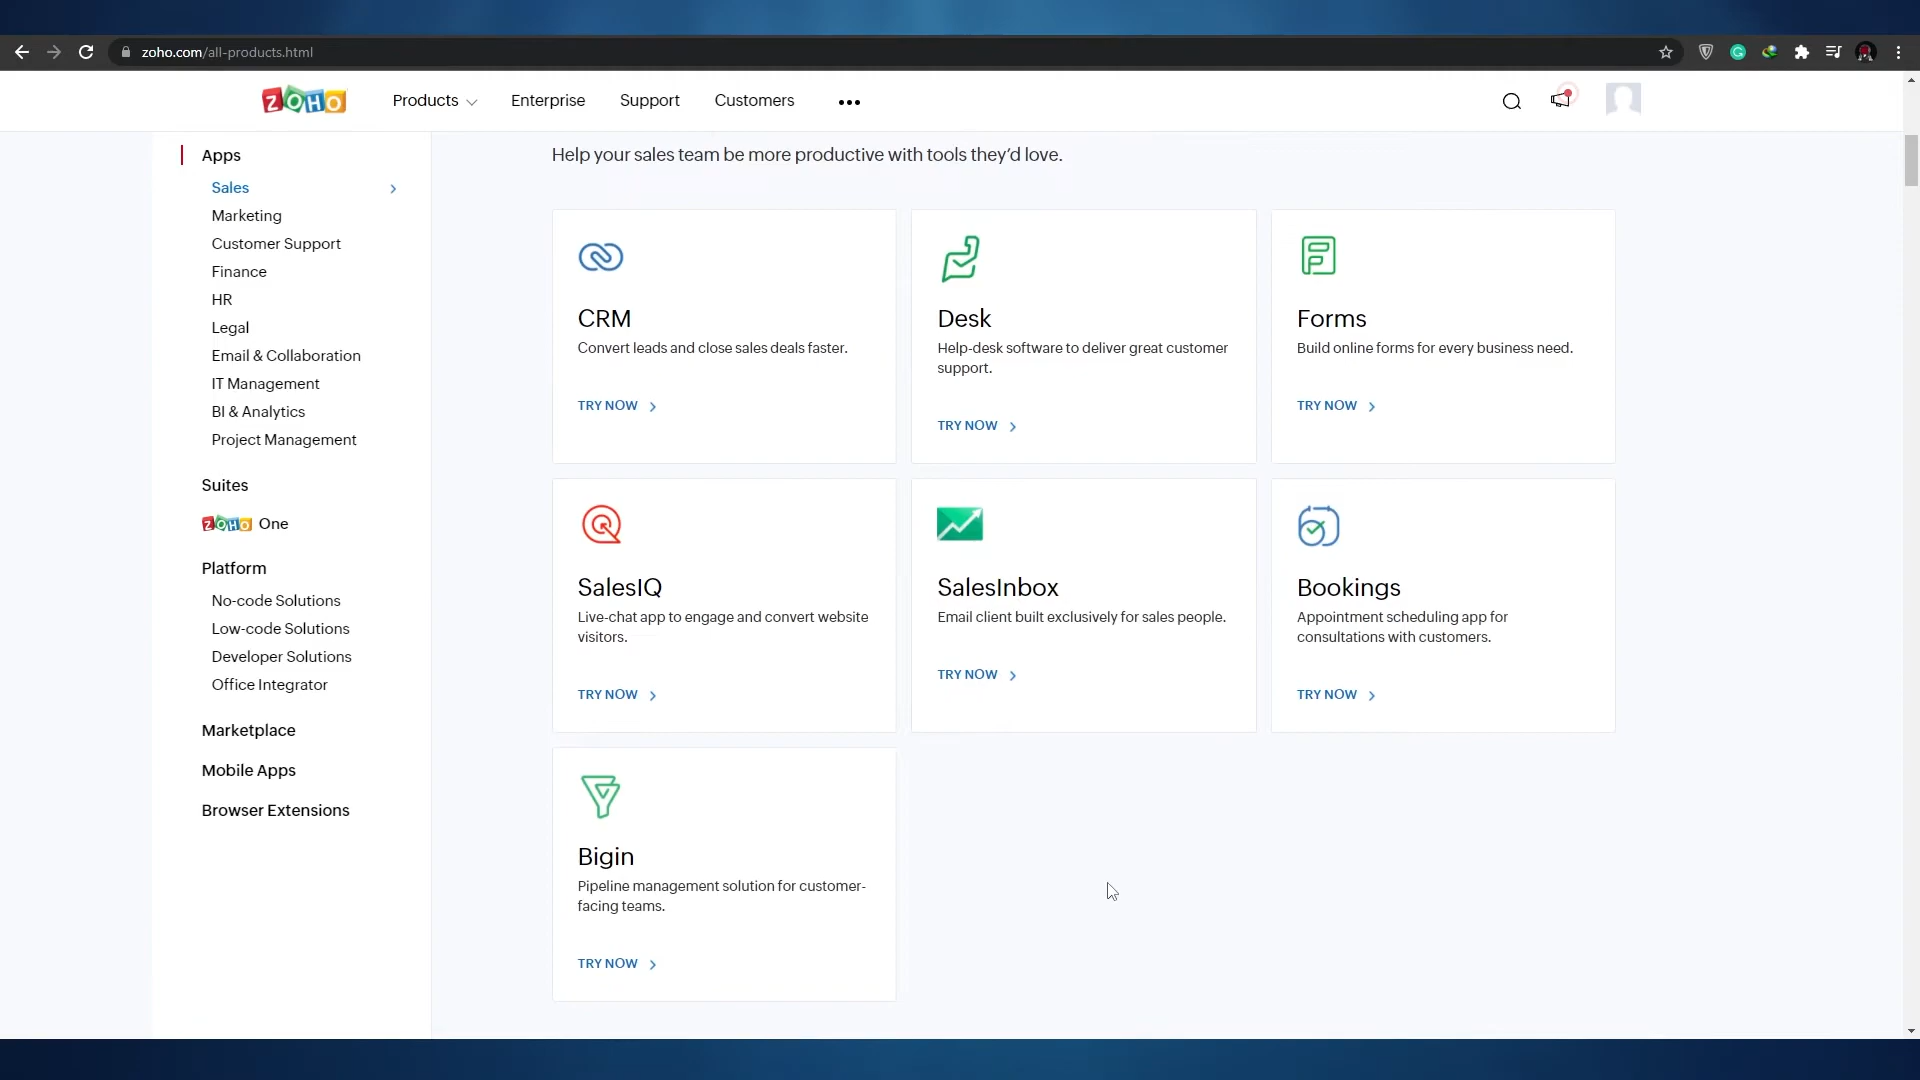 zoho.com/all-products.html
ZOHO
Products
Enterprise
Support
Customers
Apps
Sales
Marketing
Customer Support
Finance
HR
Legal
Email & Collaboration
IT Management
BI & Analytics
Project Management
Suites
ZOHO One
Platform
No-code Solutions
Low-code Solutions
Developer Solutions
Office Integrator
Marketplace
Mobile Apps
Browser Extensions
Help your sales team be more productive with tools they’d love.
CRM
Convert leads and close sales deals faster.
TRY NOW
Desk
Help-desk software to deliver great customer
support.
TRY NOW
Forms
Build online forms for every business need.
TRY NOW
SalesIQ
Live-chat app to engage and convert website
visitors.
TRY NOW
SalesInbox
Email client built exclusively for sales people.
TRY NOW
Bookings
Appointment scheduling app for
consultations with customers.
TRY NOW
Bigin
Pipeline management solution for customer-
facing teams.
TRY NOW